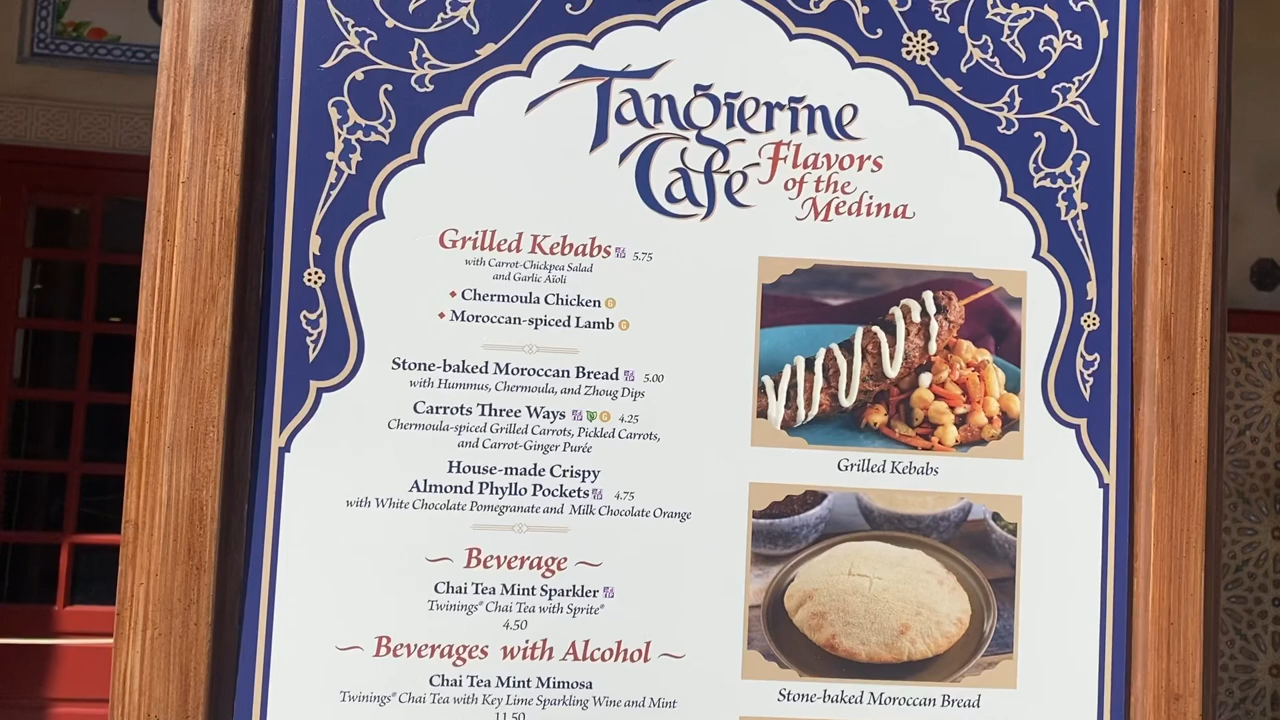 Tangierine
Café
Flavors
of the
Medina
Grilled Kebabs 5.75
with Carrot-Chickpea Salad
and Garlic Aïoli
Chermoula Chicken G
Moroccan-spiced Lamb G
Stone-baked Moroccan Bread 5.00
with Hummus, Chermoula, and Zhoug Dips
Carrots Three Ways G 4.25
Chermoula-spiced Grilled Carrots, Pickled Carrots,
and Carrot-Ginger Purée
House-made Crispy
Almond Phyllo Pockets 4.75
with White Chocolate Pomegranate and Milk Chocolate Orange
~ Beverage ~
Chai Tea Mint Sparkler
Twinings® Chai Tea with Sprite®
4.50
~ Beverages with Alcohol ~
Chai Tea Mint Mimosa
Twinings® Chai Tea with Key Lime Sparkling Wine and Mint
11.50
Grilled Kebabs
Stone-baked Moroccan Bread